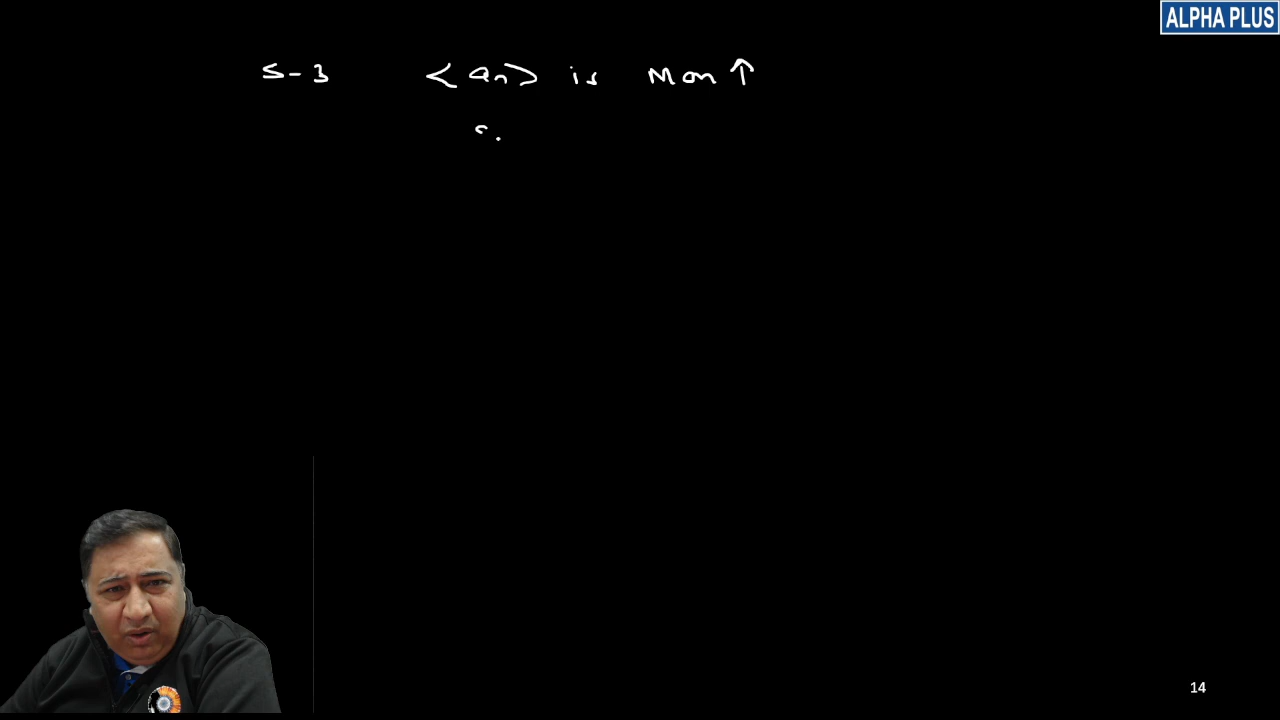 ALPHA PLUS
S-3 <an> is Mon ↑
14